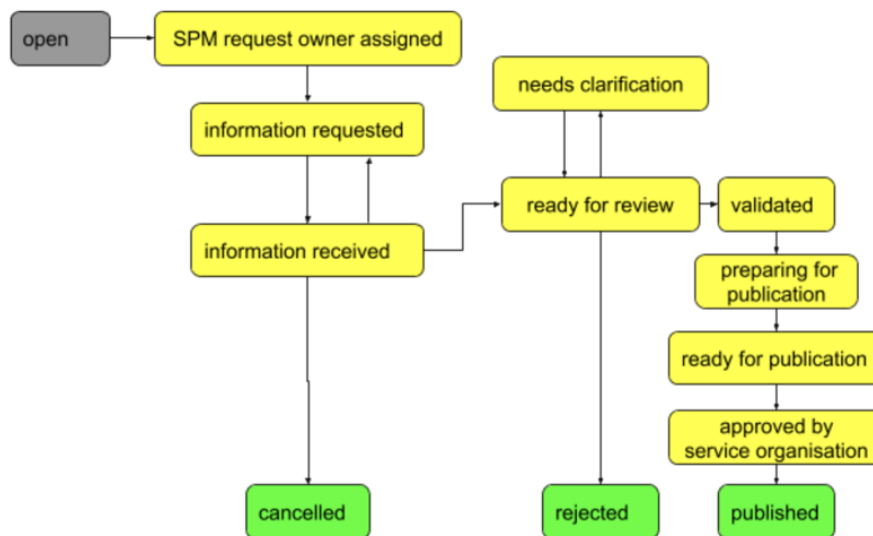 open
SPM request owner assigned
needs clarification
information requested
ready for review
validated
information received
preparing for
publication
ready for publication
approved by
service organisation
cancelled
rejected
published